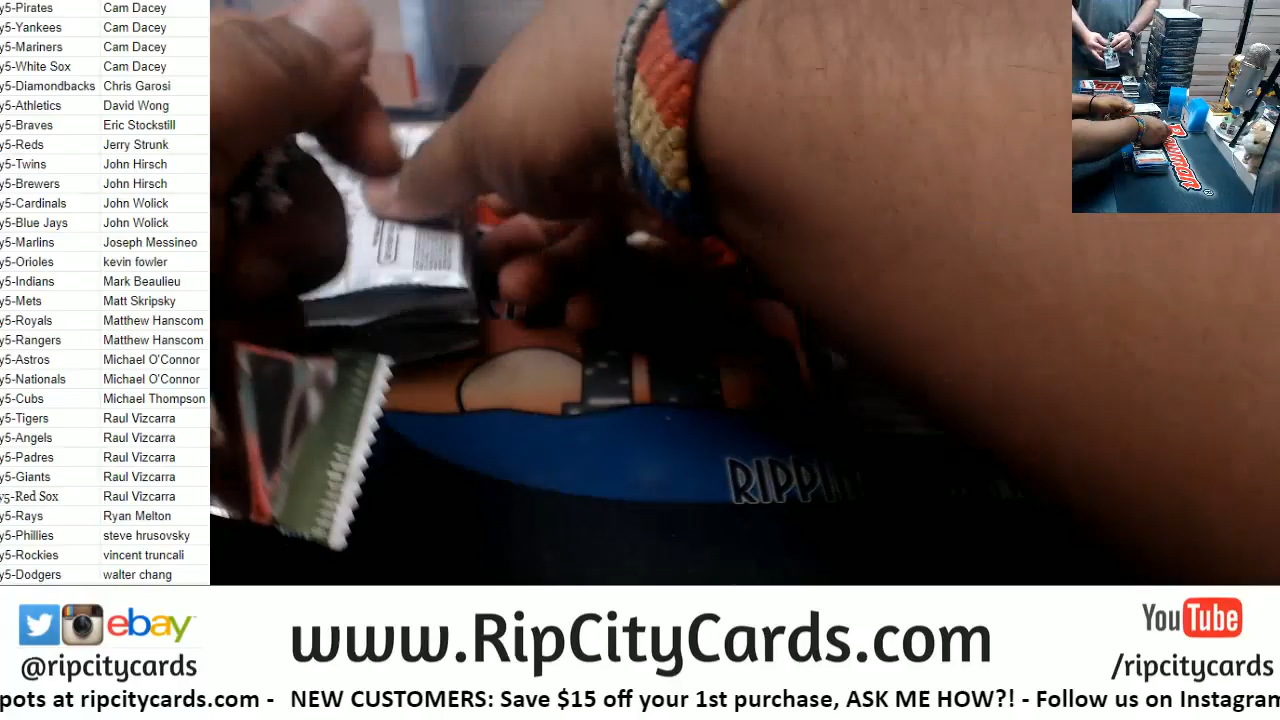 y5-Pirates Cam Dacey
y5-Yankees Cam Dacey
y5-Mariners Cam Dacey
y5-White Sox Cam Dacey
y5-Diamondbacks Chris Garosi
y5-Athletics David Wong
y5-Braves Eric Stockstill
y5-Reds Jerry Strunk
y5-Twins John Hirsch
y5-Brewers John Hirsch
y5-Cardinals John Wolick
y5-Blue Jays John Wolick
y5-Marlins Joseph Messineo
y5-Orioles kevin fowler
y5-Indians Mark Beaulieu
y5-Mets Matt Skripsky
y5-Royals Matthew Hanscom
y5-Rangers Matthew Hanscom
y5-Astros Michael O'Connor
y5-Nationals Michael O'Connor
y5-Cubs Michael Thompson
y5-Tigers Raul Vizcarra
y5-Angels Raul Vizcarra
y5-Padres Raul Vizcarra
y5-Giants Raul Vizcarra
y5-Red Sox Raul Vizcarra
y5-Rays Ryan Melton
y5-Phillies steve hrusovsky
y5-Rockies vincent truncali
y5-Dodgers walter chang
RIPPI
ebay
@ripcitycards
www.RipCityCards.com
YouTube
/ripcitycards
pots at ripcitycards.com - NEW CUSTOMERS: Save $15 off your 1st purchase, ASK ME HOW?! - Follow us on Instagran